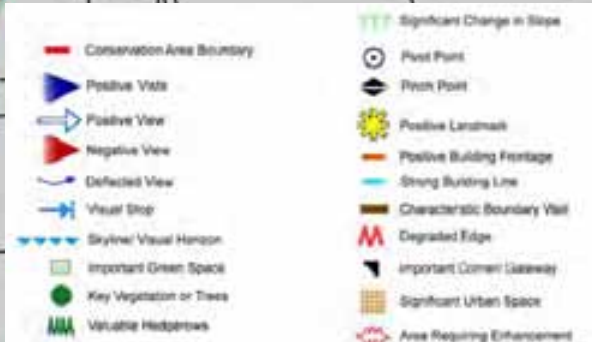 Conservation Area Boundary
Positive Vista
Positive View
Negative View
Deflected View
Visual Stop
Skyline/ Visual Horizon
Important Green Space
Key Vegetation or Trees
Valuable Hedgerows
Significant Change in Slope
Pivot Point
Pinch Point
Positive Landmark
Positive Building Frontage
Strong Building Line
Characteristic Boundary Wall
Degraded Edge
Important Corner/ Gateway
Significant Urban Space
Area Requiring Enhancement